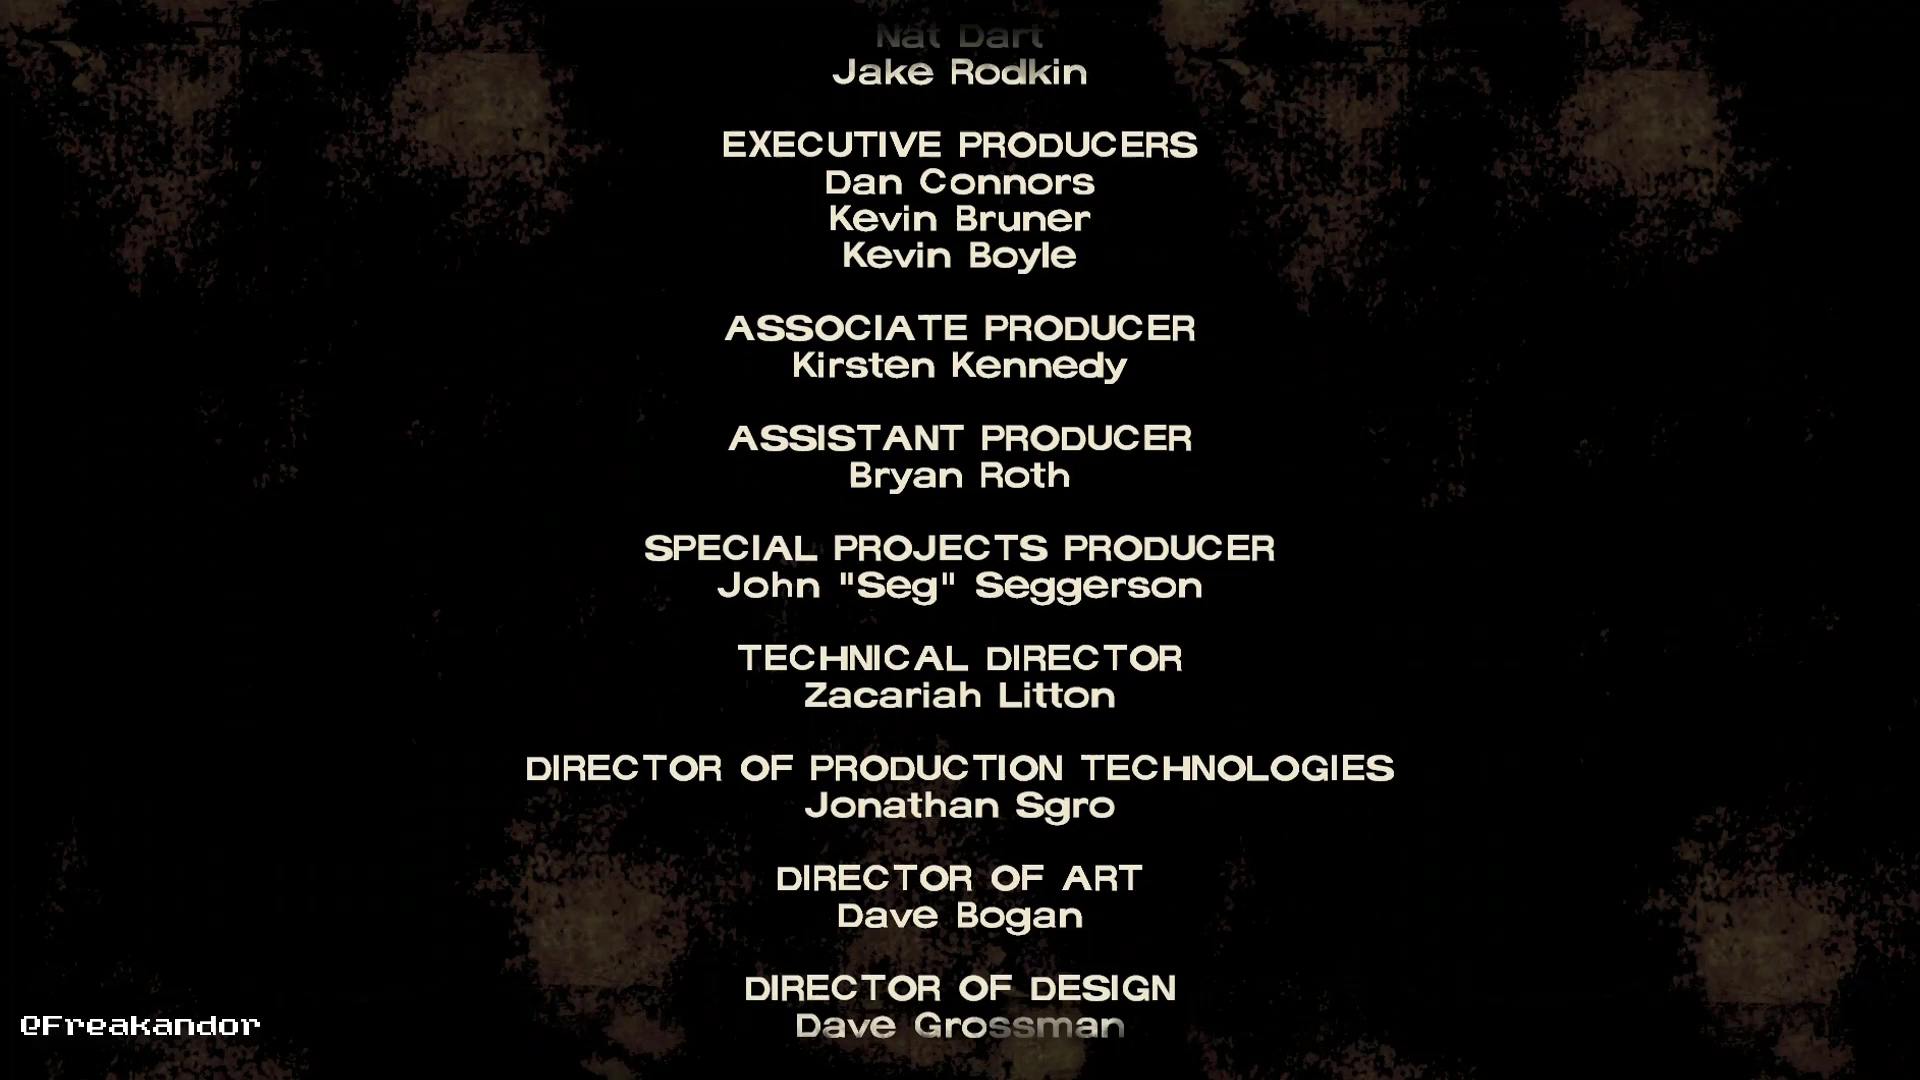 Nat Dart
Jake Rodkin
EXECUTIVE PRODUCERS
Dan Connors
Kevin Bruner
Kevin Boyle
ASSOCIATE PRODUCER
Kirsten Kennedy
ASSISTANT PRODUCER
Bryan Roth
SPECIAL PROJECTS PRODUCER
John "Seg" Seggerson
TECHNICAL DIRECTOR
Zacariah Litton
DIRECTOR OF PRODUCTION TECHNOLOGIES
Jonathan Sgro
DIRECTOR OF ART
Dave Bogan
DIRECTOR OF DESIGN
Dave Grossman
@Freakandor